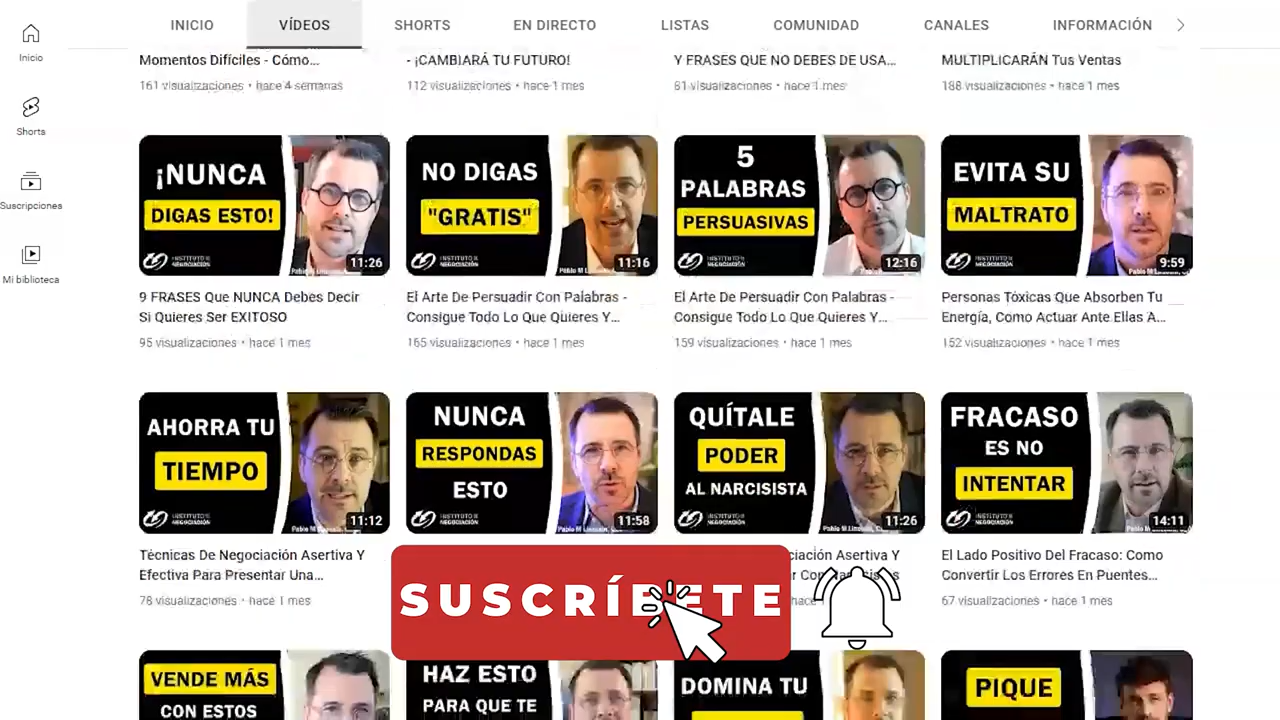 INICIO
VÍDEOS
SHORTS
EN DIRECTO
LISTAS
COMUNIDAD
CANALES
INFORMACIÓN
Inicio
Shorts
Suscripciones
Mi biblioteca
Momentos Difíciles - Cómo...
161 visualizaciones • hace 4 semanas
- ¡CAMBIARÁ TU FUTURO!
112 visualizaciones • hace 1 mes
Y FRASES QUE NO DEBES DE USA...
81 visualizaciones • hace 1 mes
MULTIPLICARÁN Tus Ventas
188 visualizaciones • hace 1 mes
¡NUNCA
DIGAS ESTO!
11:26
9 FRASES Que NUNCA Debes Decir
Si Quieres Ser EXITOSO
95 visualizaciones • hace 1 mes
NO DIGAS
"GRATIS"
11:16
El Arte De Persuadir Con Palabras -
Consigue Todo Lo Que Quieres Y...
165 visualizaciones • hace 1 mes
5
PALABRAS
PERSUASIVAS
12:16
El Arte De Persuadir Con Palabras -
Consigue Todo Lo Que Quieres Y...
159 visualizaciones • hace 1 mes
EVITA SU
MALTRATO
9:59
Personas Tóxicas Que Absorben Tu
Energía, Como Actuar Ante Ellas A...
152 visualizaciones • hace 1 mes
AHORRA TU
TIEMPO
11:12
Técnicas De Negociación Asertiva Y
Efectiva Para Presentar Una...
78 visualizaciones • hace 1 mes
NUNCA
RESPONDAS
ESTO
11:58
QUÍTALE
PODER
AL NARCISISTA
11:26
Asertiva Y
hace 1 mes
FRACASO
ES NO
INTENTAR
14:11
El Lado Positivo Del Fracaso: Como
Convertir Los Errores En Puentes...
67 visualizaciones • hace 1 mes
SUSCRÍBETE
VENDE MÁS
CON ESTOS
HAZ ESTO
PARA QUE TE
DOMINA TU
PIQUE